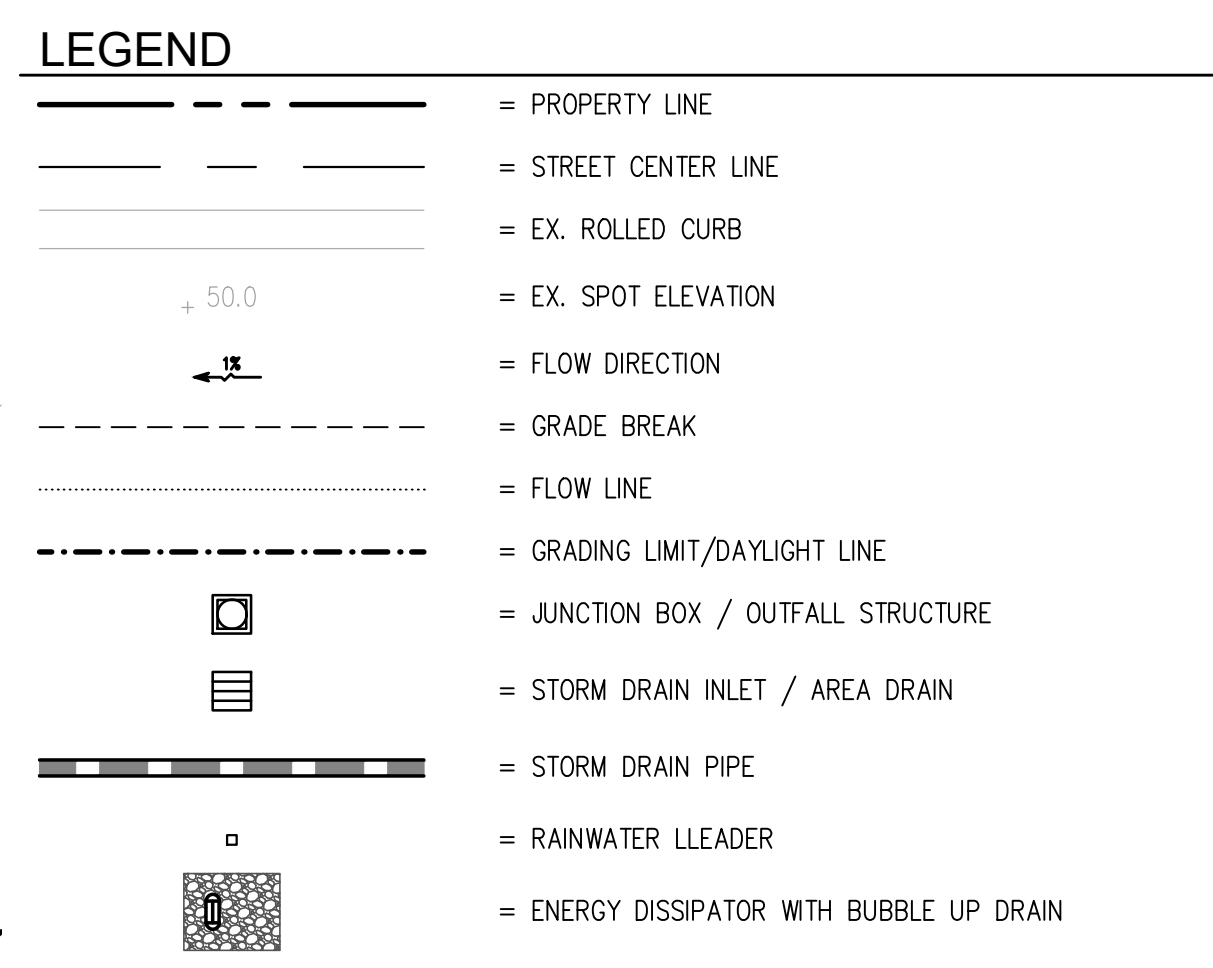 LEGEND
= PROPERTY LINE
= STREET CENTER LINE
= EX. ROLLED CURB
+ 50.0 = EX. SPOT ELEVATION
1% = FLOW DIRECTION
= GRADE BREAK
= FLOW LINE
= GRADING LIMIT/DAYLIGHT LINE
= JUNCTION BOX / OUTFALL STRUCTURE
= STORM DRAIN INLET / AREA DRAIN
= STORM DRAIN PIPE
= RAINWATER LLEADER
= ENERGY DISSIPATOR WITH BUBBLE UP DRAIN